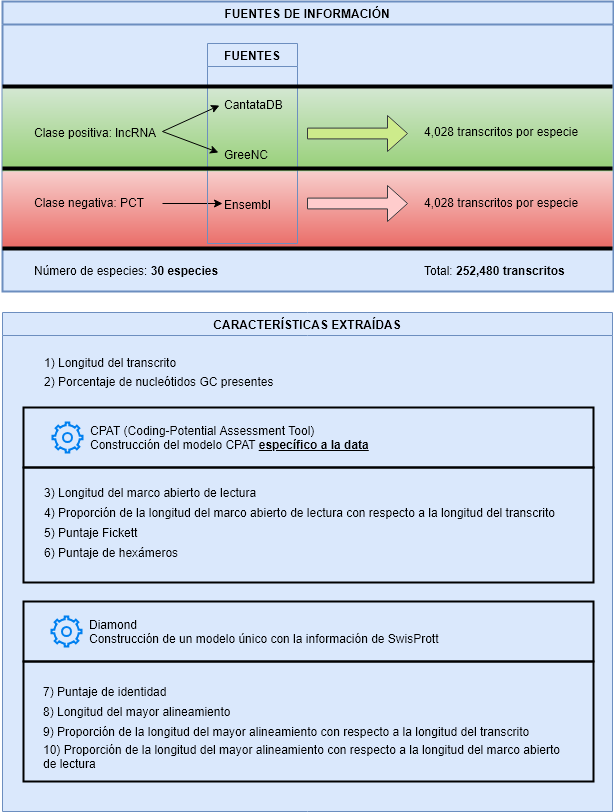 FUENTES DE INFORMACIÓN
FUENTES
Clase positiva: lncRNA
CantataDB
GreeNC
4,028 transcritos por especie
Clase negativa: PCT
Ensembl
4,028 transcritos por especie
Número de especies: 30 especies
Total: 252,480 transcritos
CARACTERÍSTICAS EXTRAÍDAS
1) Longitud del transcrito
2) Porcentaje de nucleótidos GC presentes
CPAT (Coding-Potential Assessment Tool)
Construcción del modelo CPAT específico a la data
3) Longitud del marco abierto de lectura
4) Proporción de la longitud del marco abierto de lectura con respecto a la longitud del transcrito
5) Puntaje Fickett
6) Puntaje de hexámeros
Diamond
Construcción de un modelo único con la información de SwisPrott
7) Puntaje de identidad
8) Longitud del mayor alineamiento
9) Proporción de la longitud del mayor alineamiento con respecto a la longitud del transcrito
10) Proporción de la longitud del mayor alineamiento con respecto a la longitud del marco abierto
de lectura